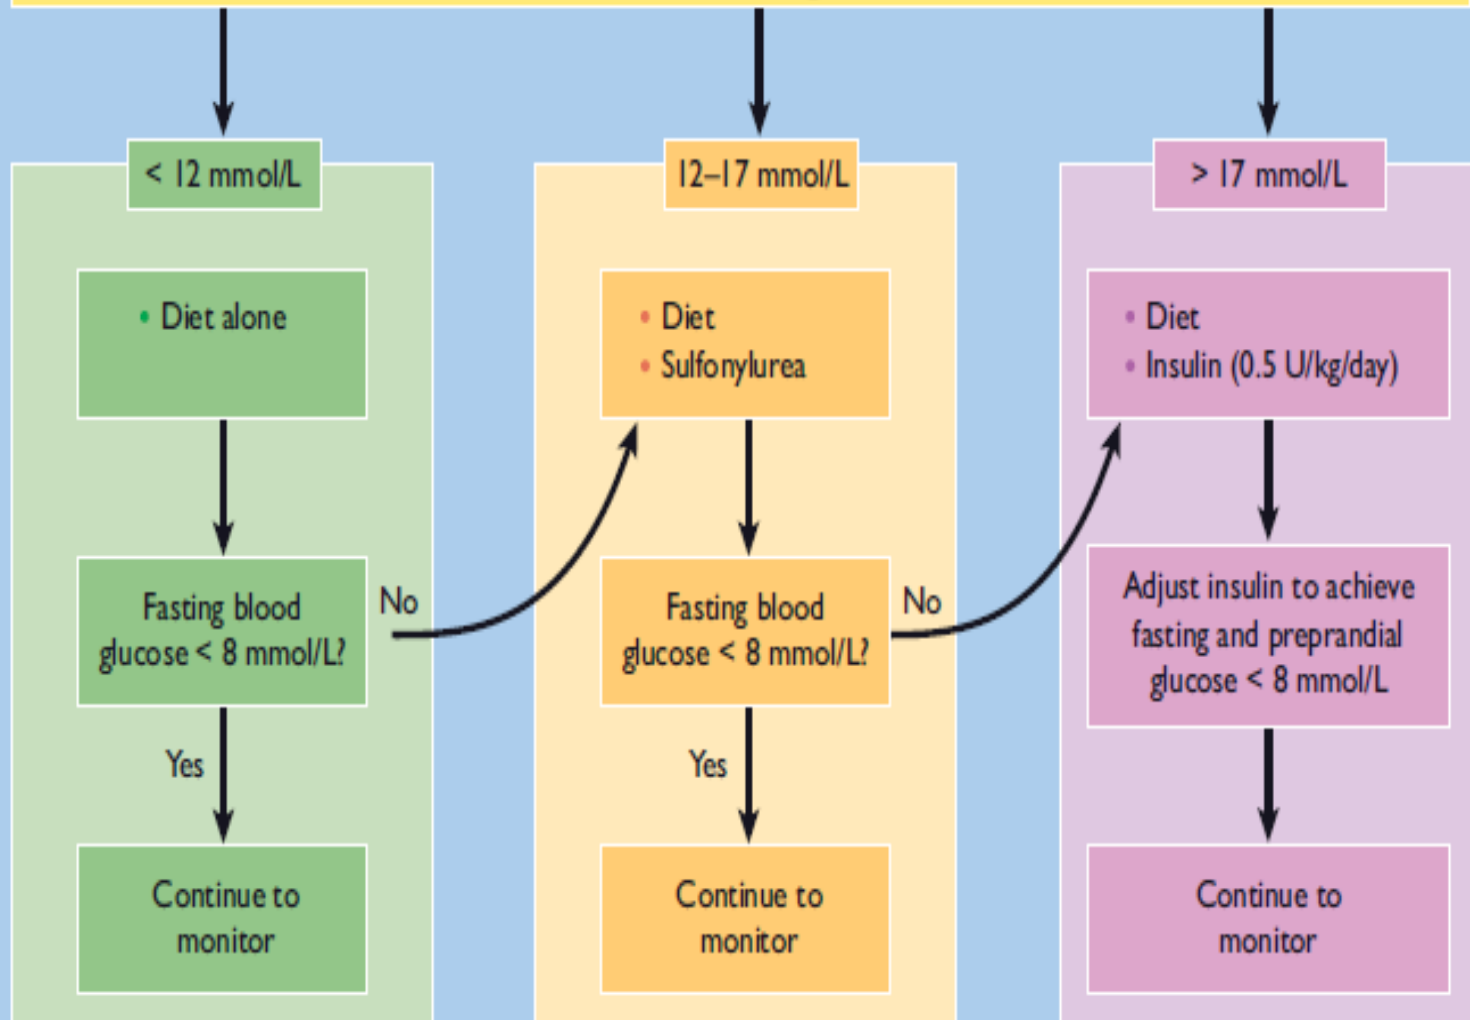 < 12 mmol/L
• Diet alone
Fasting blood
glucose < 8 mmol/L?
No
Yes
Continue to
monitor
12–17 mmol/L
• Diet
• Sulfonylurea
Fasting blood
glucose < 8 mmol/L?
No
Yes
Continue to
monitor
> 17 mmol/L
• Diet
• Insulin (0.5 U/kg/day)
Adjust insulin to achieve
fasting and preprandial
glucose < 8 mmol/L
Continue to
monitor